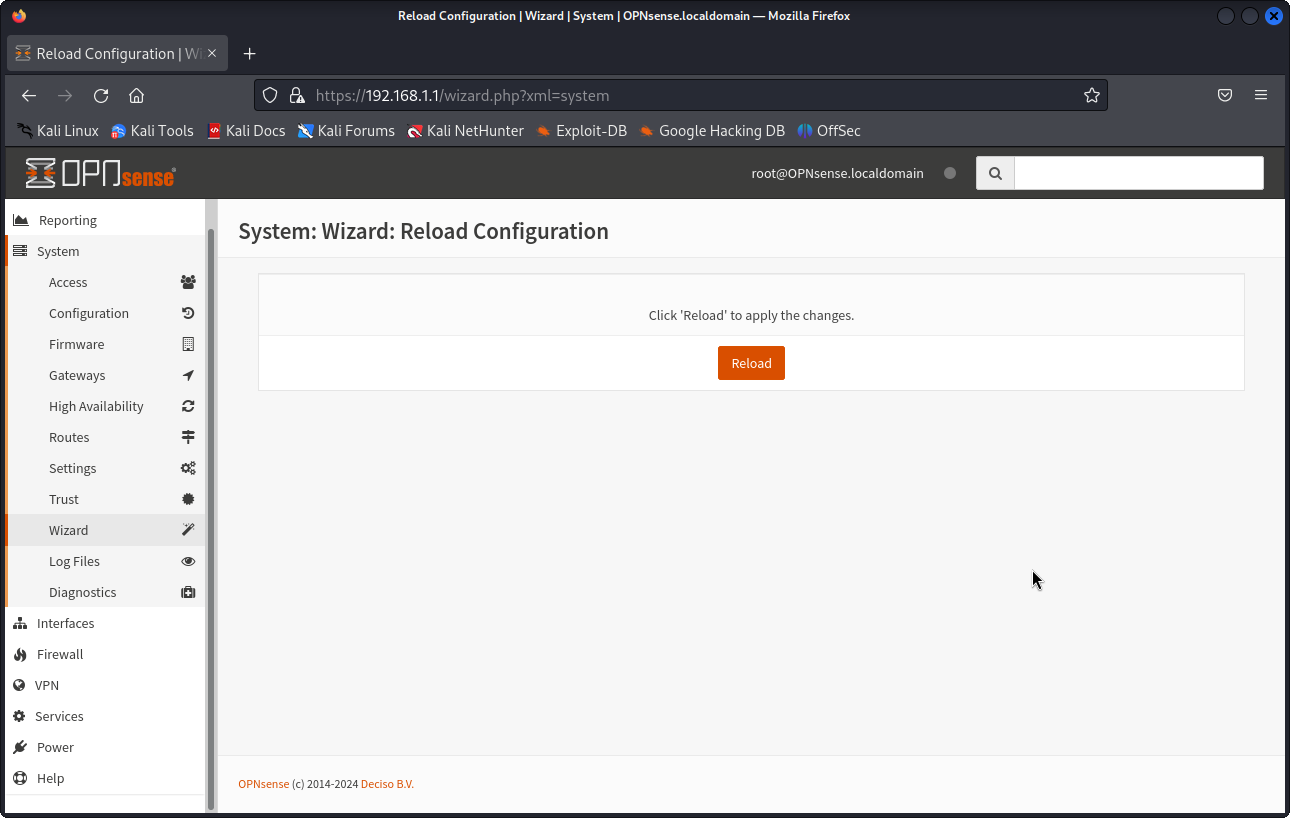 Reload Configuration | Wizard | System | OPNsense.localdomain — Mozilla Firefox
Reload Configuration | Wi
https://192.168.1.1/wizard.php?xml=system
Kali Linux Kali Tools Kali Docs Kali Forums Kali NetHunter Exploit-DB Google Hacking DB OffSec
OPNsense® root@OPNsense.localdomain
Reporting
System
Access
Configuration
Firmware
Gateways
High Availability
Routes
Settings
Trust
Wizard
Log Files
Diagnostics
Interfaces
Firewall
VPN
Services
Power
Help
System: Wizard: Reload Configuration
Click 'Reload' to apply the changes.
Reload
OPNsense (c) 2014-2024 Deciso B.V.